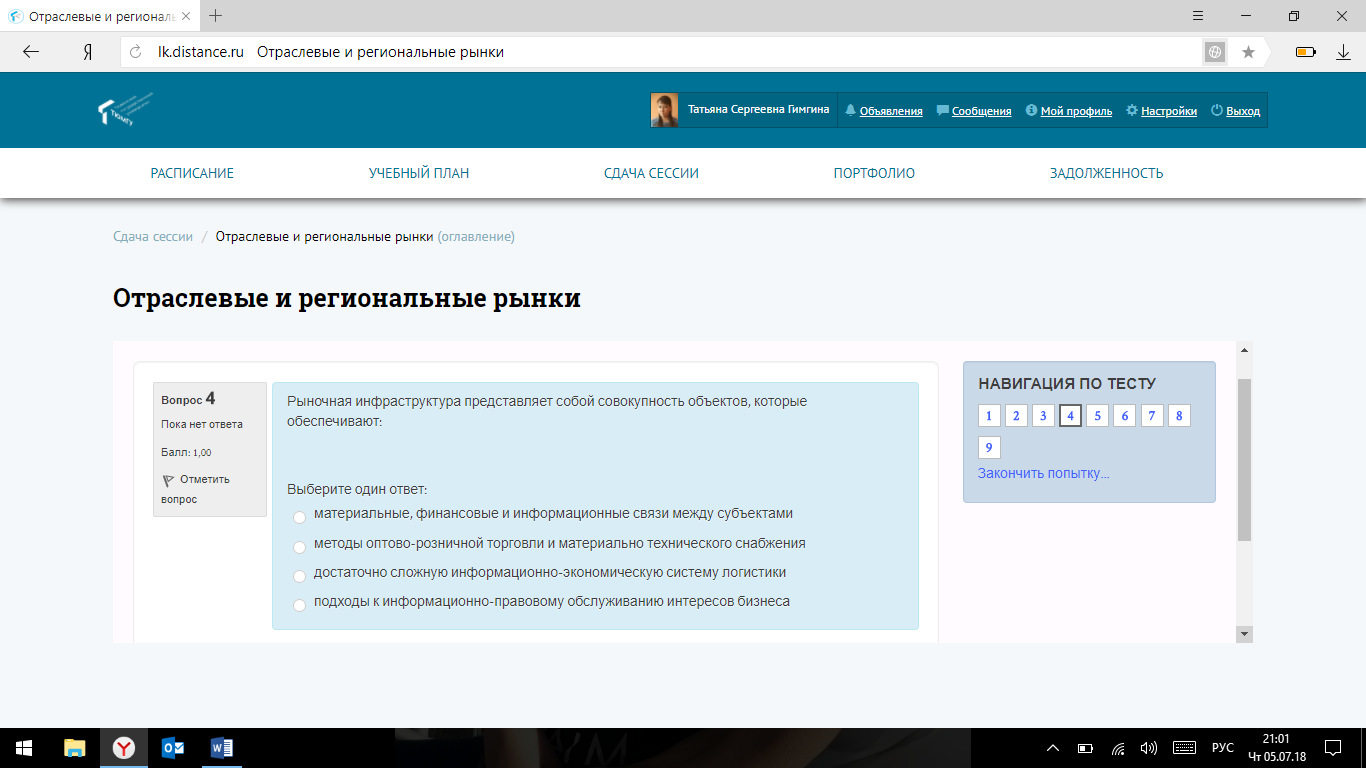 Отраслевые и регионалы
lk.distance.ru Отраслевые и региональные рынки
ТюмГУ
Татьяна Сергеевна Гимгина Объявления Сообщения Мой профиль Настройки Выход
РАСПИСАНИЕ УЧЕБНЫЙ ПЛАН СДАЧА СЕССИИ ПОРТФОЛИО ЗАДОЛЖЕННОСТЬ
Сдача сессии / Отраслевые и региональные рынки (оглавление)
Отраслевые и региональные рынки
Вопрос 4
Пока нет ответа
Балл: 1,00
Отметить
вопрос
Рыночная инфраструктура представляет собой совокупность объектов, которые
обеспечивают:
Выберите один ответ:
материальные, финансовые и информационные связи между субъектами
методы оптово-розничной торговли и материально технического снабжения
достаточно сложную информационно-экономическую систему логистики
подходы к информационно-правовому обслуживанию интересов бизнеса
НАВИГАЦИЯ ПО ТЕСТУ
1 2 3 4 5 6 7 8
9
Закончить попытку...
РУС
21:01
Чт 05.07.18